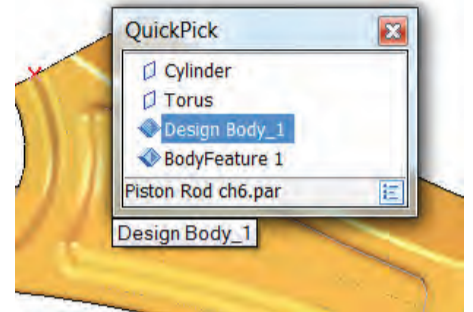 QuickPick
Cylinder
Torus
Design Body_1
BodyFeature 1
Piston Rod ch6.par
Design Body_1